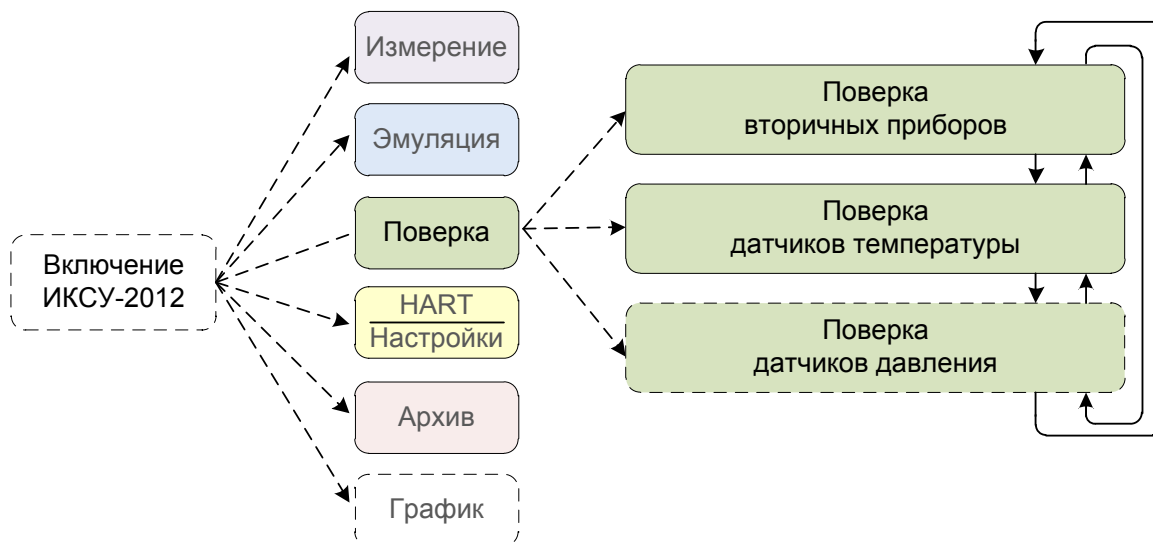 Включение
ИКСУ-2012
Измерение
Эмуляция
Поверка
HART
Настройки
Архив
График
Поверка
вторичных приборов
Поверка
датчиков температуры
Поверка
датчиков давления